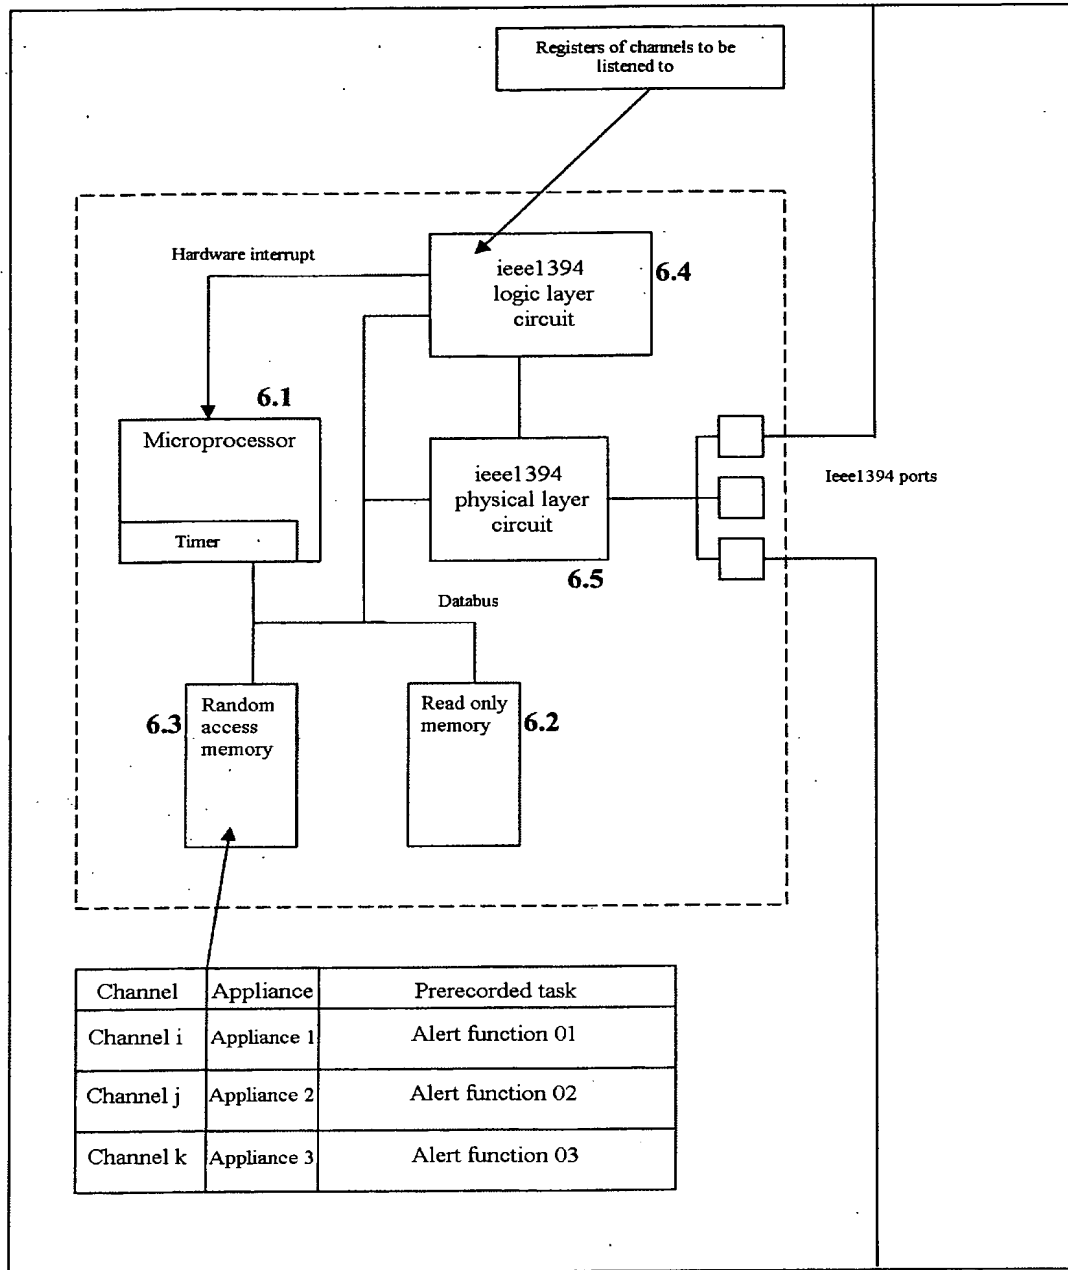 Registers of channels to be
listened to
Hardware interrupt
ieee1394
logic layer
circuit
6.4
6.1
Microprocessor
Timer
ieee1394
physical layer
circuit
6.5
Ieee1394 ports
Databus
6.3
Random
access
memory
Read only
memory
6.2
Channel Appliance Prerecorded task
Channel i Appliance 1 Alert function 01
Channel j Appliance 2 Alert function 02
Channel k Appliance 3 Alert function 03